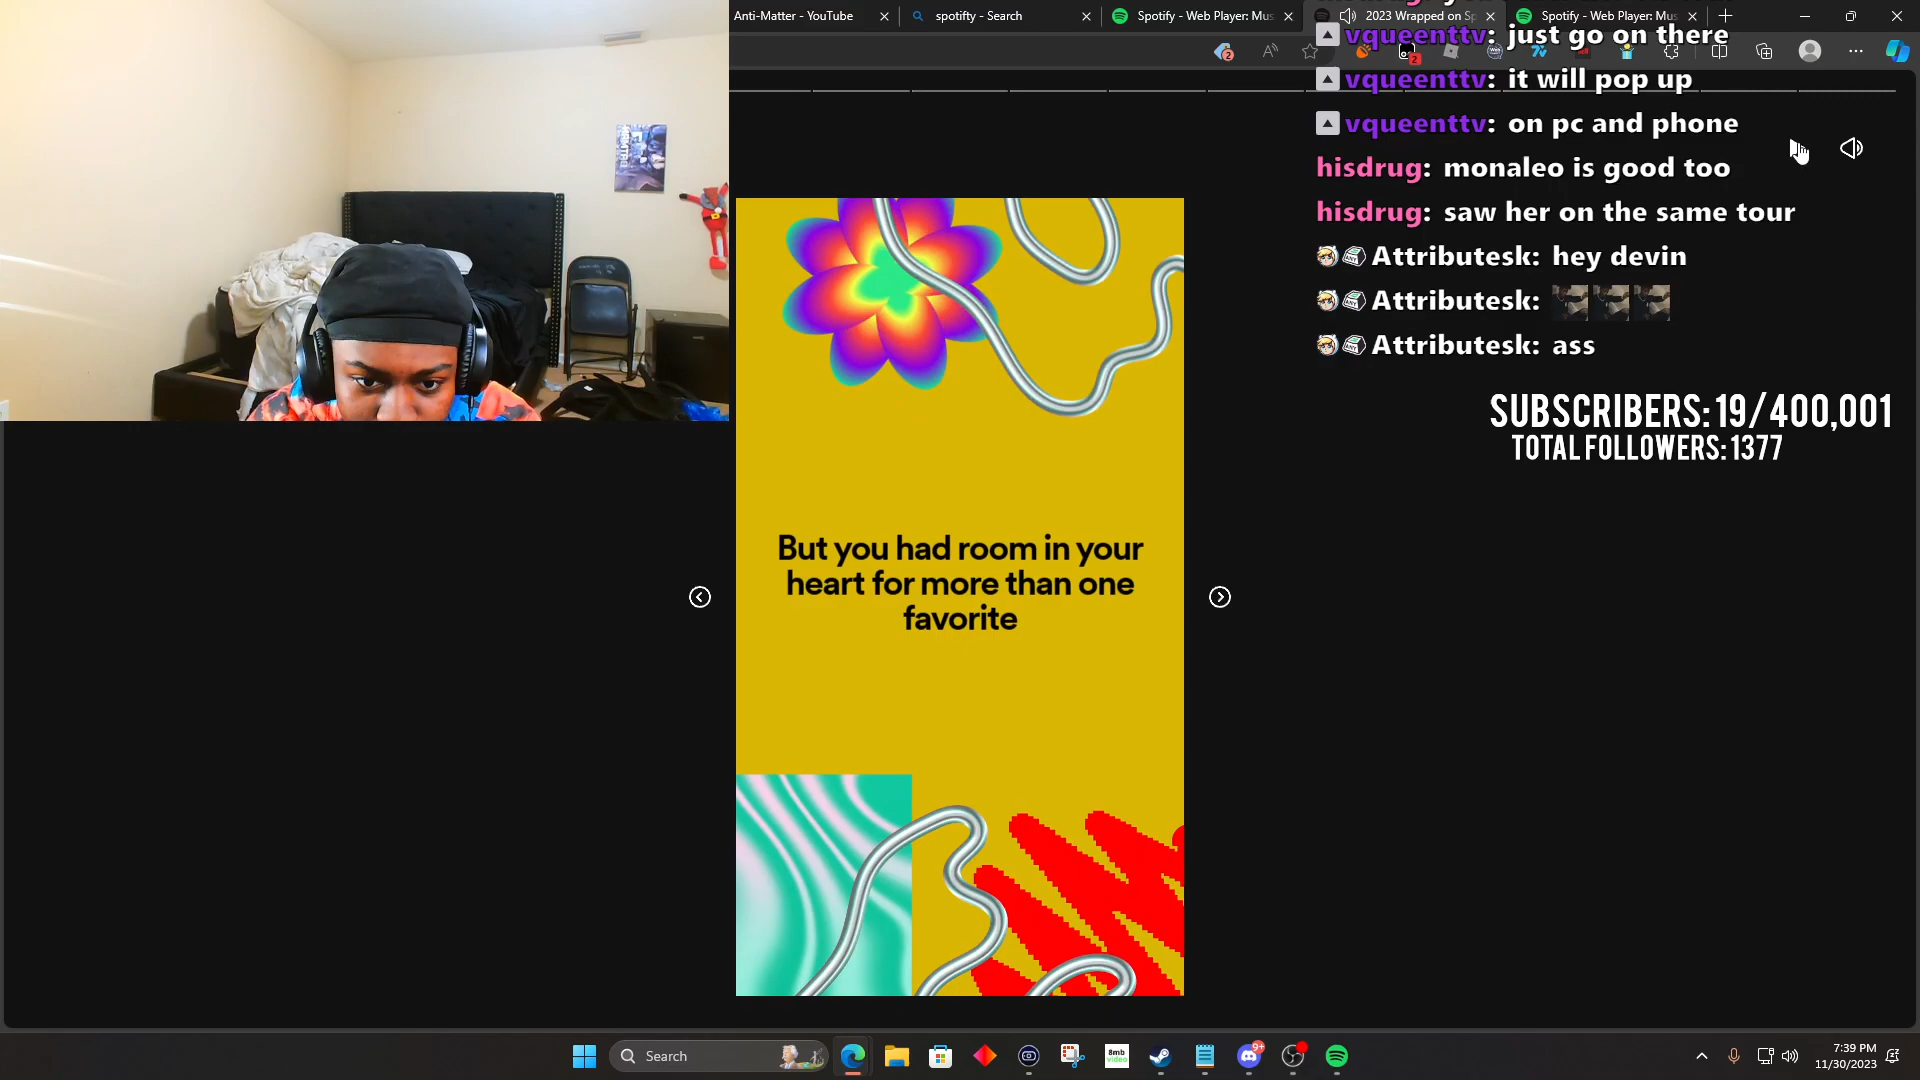 Anti-Matter - YouTube
spotifty - Search
Spotify - Web Player: Mus
2023 Wrapped on Sp
Spotify - Web Player: Mus
vqueenttv: just go on there
vqueenttv: it will pop up
vqueenttv: on pc and phone
hisdrug: monaleo is good too
hisdrug: saw her on the same tour
Attributesk: hey devin
Attributesk:
Attributesk: ass
SUBSCRIBERS: 19/400,001
TOTAL FOLLOWERS: 1377
But you had room in your
heart for more than one
favorite
Search
8mb
video
9+
7:39 PM
11/30/2023